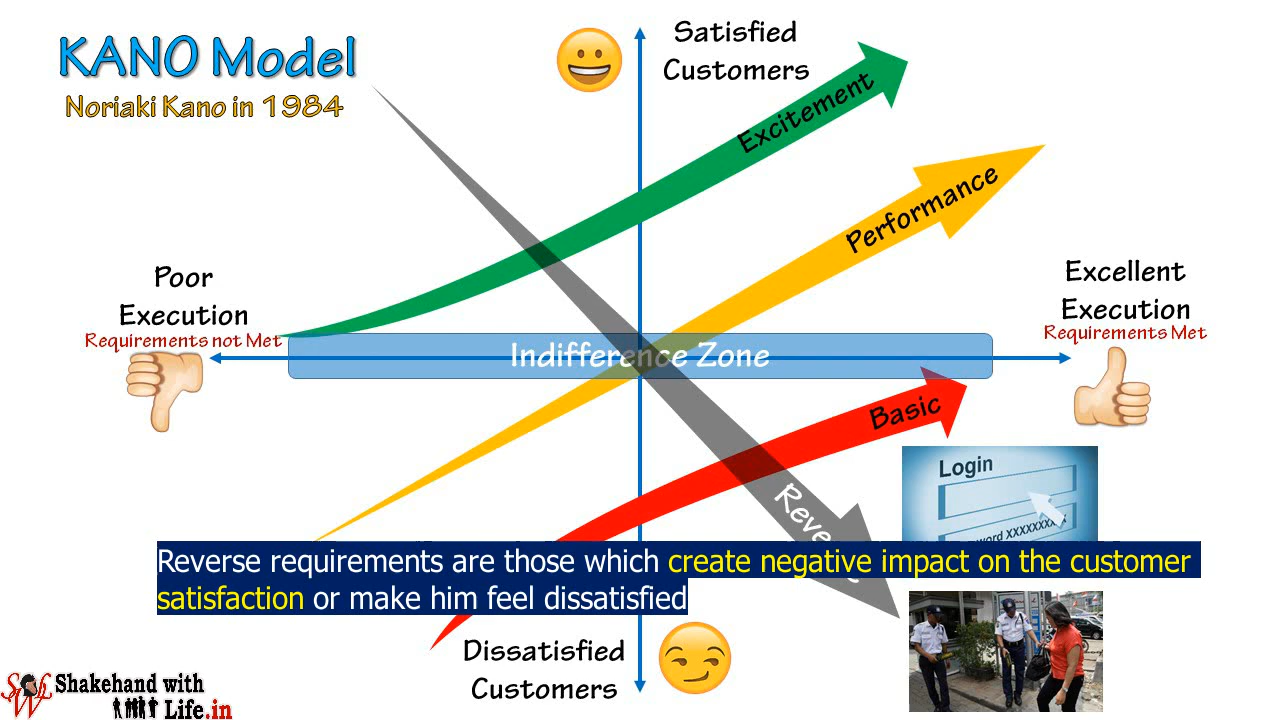 KANO Model
Noriaki Kano in 1984
Satisfied
Customers
Excitement
Performance
Poor
Execution
Requirements not Met
Excellent
Execution
Requirements Met
Indifference Zone
Basic
Login
XXXXXXXXX
Reverse requirements are those which create negative impact on the customer
satisfaction or make him feel dissatisfied
Dissatisfied
Customers
Shakehand with
Life.in